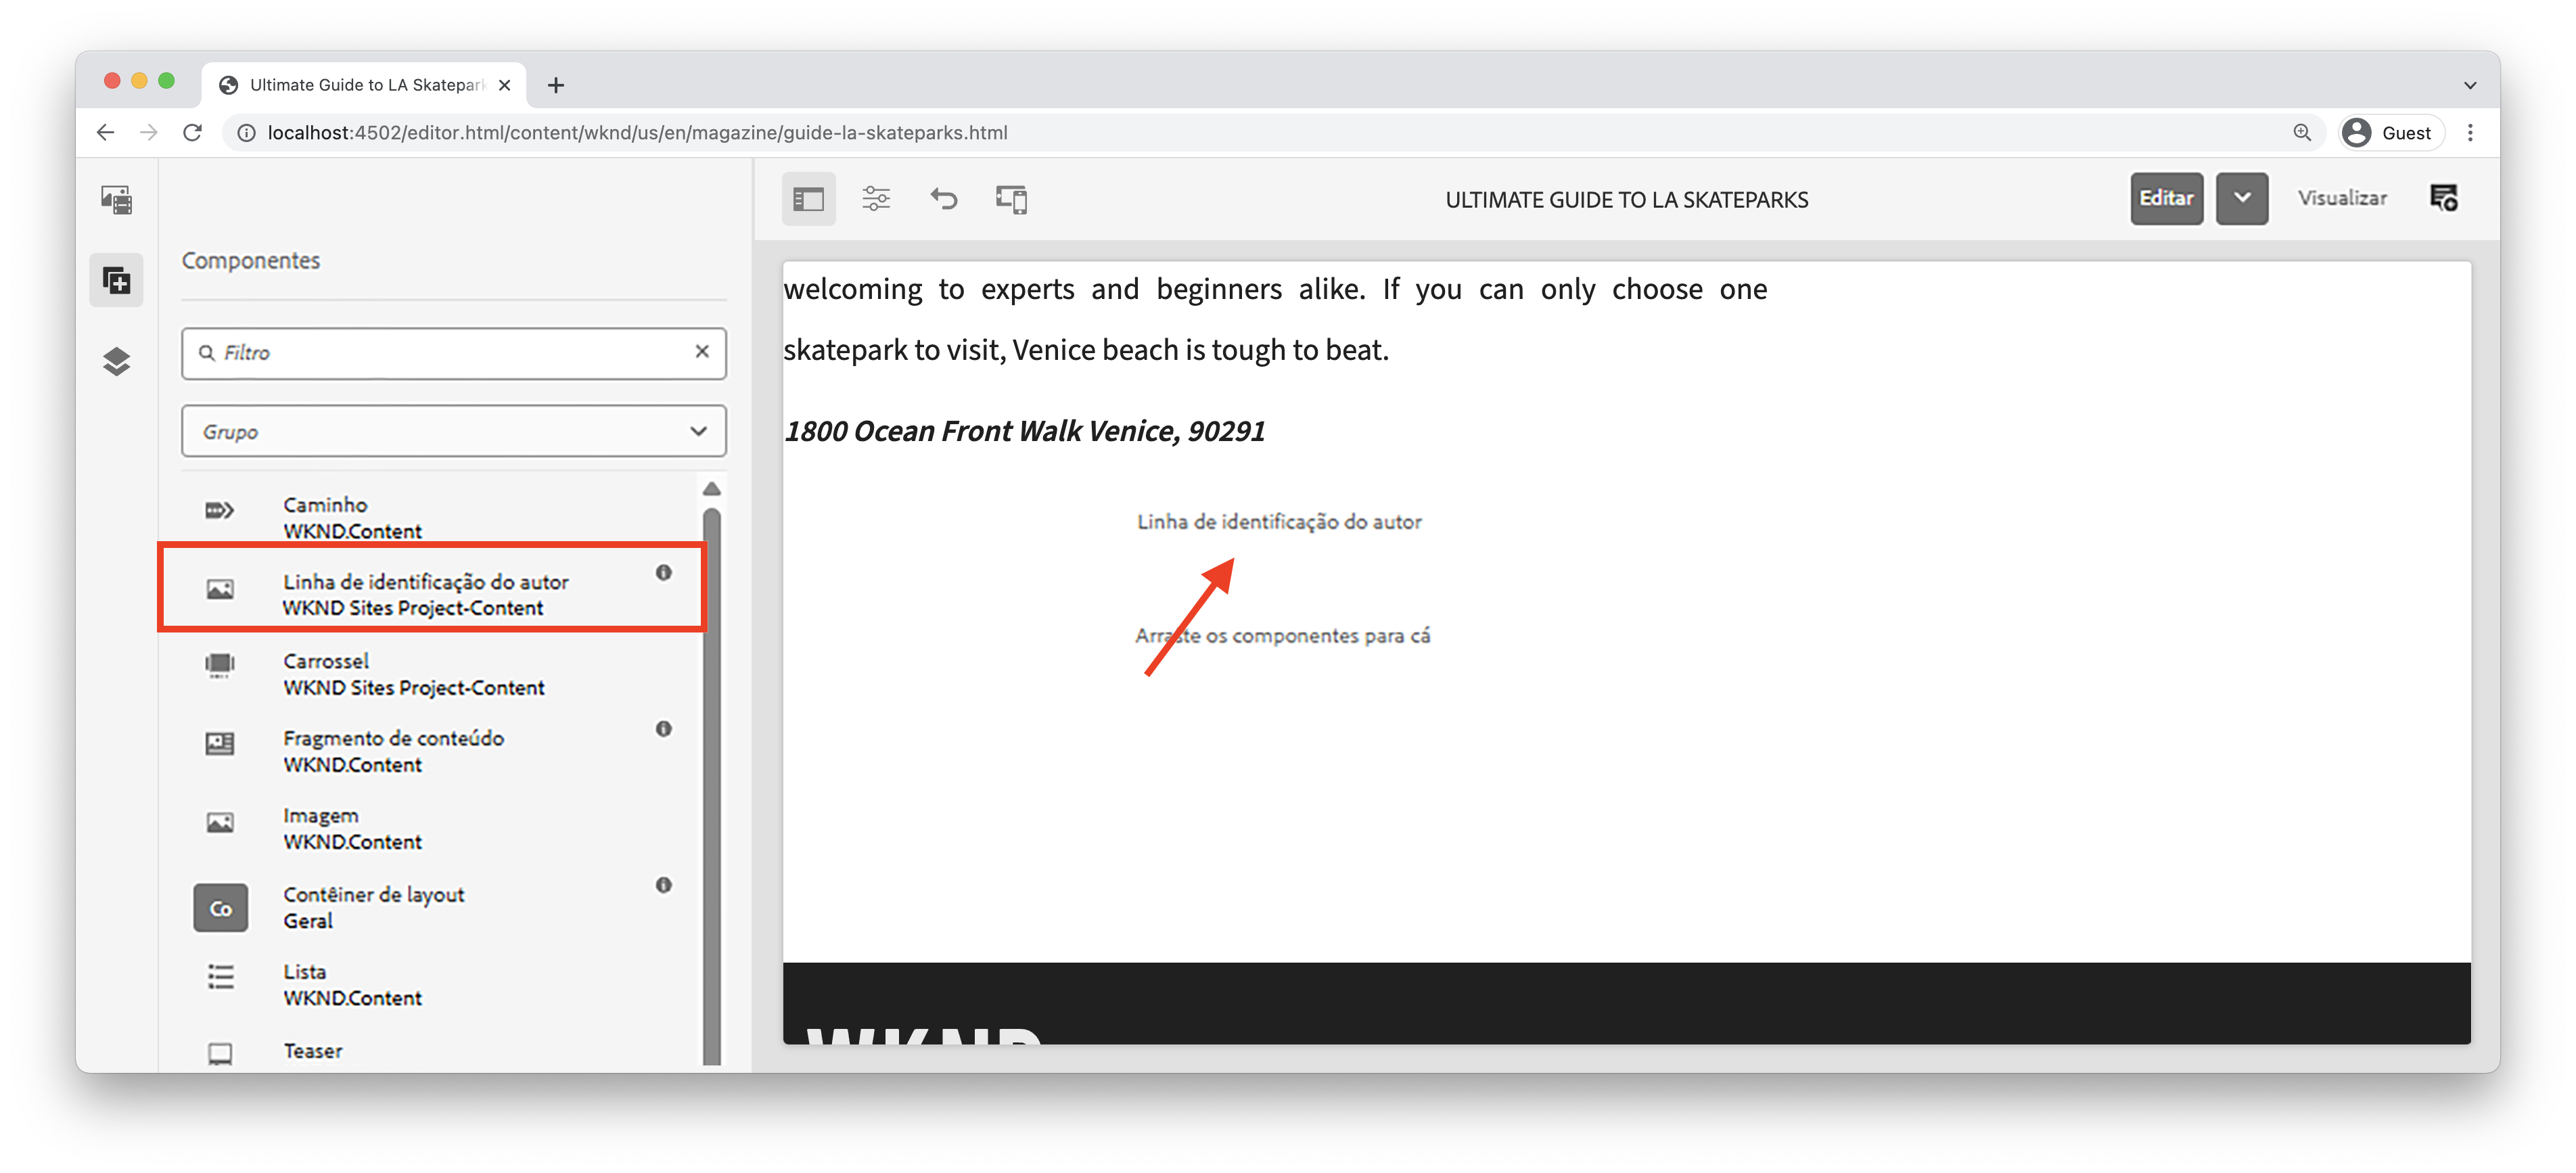 Ultimate Guide to LA Skatepark
localhost:4502/editor.html/content/wknd/us/en/magazine/guide-la-skateparks.html
Guest
ULTIMATE GUIDE TO LA SKATEPARKS
Editar
Visualizar
Componentes
Filtro
Grupo
Caminho
WKND.Content
Linha de identificação do autor
WKND Sites Project-Content
Carrossel
WKND Sites Project-Content
Fragmento de conteúdo
WKND.Content
Imagem
WKND.Content
Co
Contêiner de layout
Geral
Lista
WKND.Content
Teaser
welcoming to experts and beginners alike. If you can only choose one
skatepark to visit, Venice beach is tough to beat.
1800 Ocean Front Walk Venice, 90291
Linha de identificação do autor
Arraste os componentes para cá
WKND